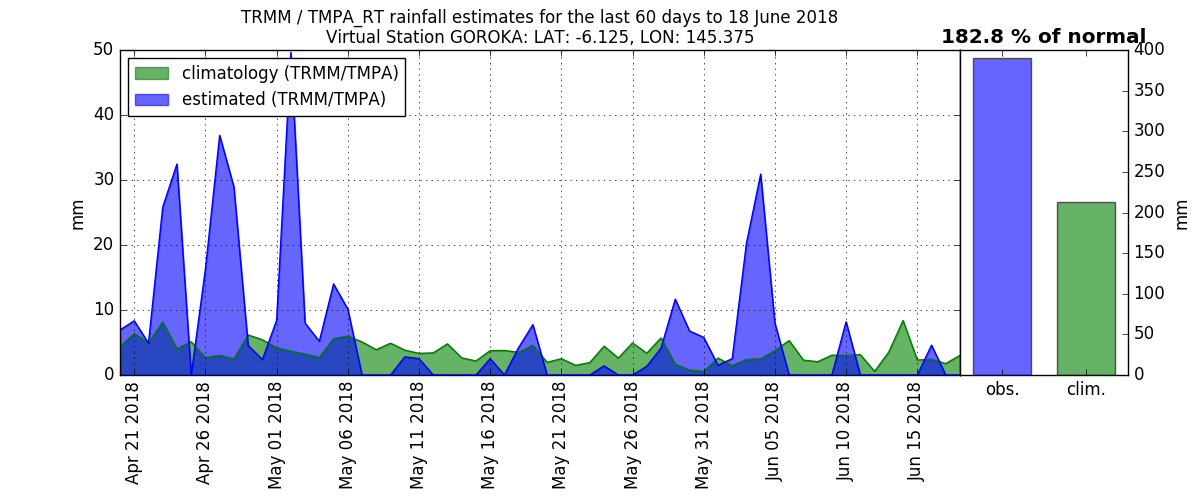 TRMM / TMPA_RT rainfall estimates for the last 60 days to 18 June 2018
Virtual Station GOROKA: LAT: -6.125, LON: 145.375
182.8 % of normal
climatology (TRMM/TMPA)
estimated (TRMM/TMPA)
50
40
30
20
10
0
mm
Apr 21 2018
Apr 26 2018
May 01 2018
May 06 2018
May 11 2018
May 16 2018
May 21 2018
May 26 2018
May 31 2018
Jun 05 2018
Jun 10 2018
Jun 15 2018
400
350
300
250
200
150
100
50
0
mm
obs.
clim.